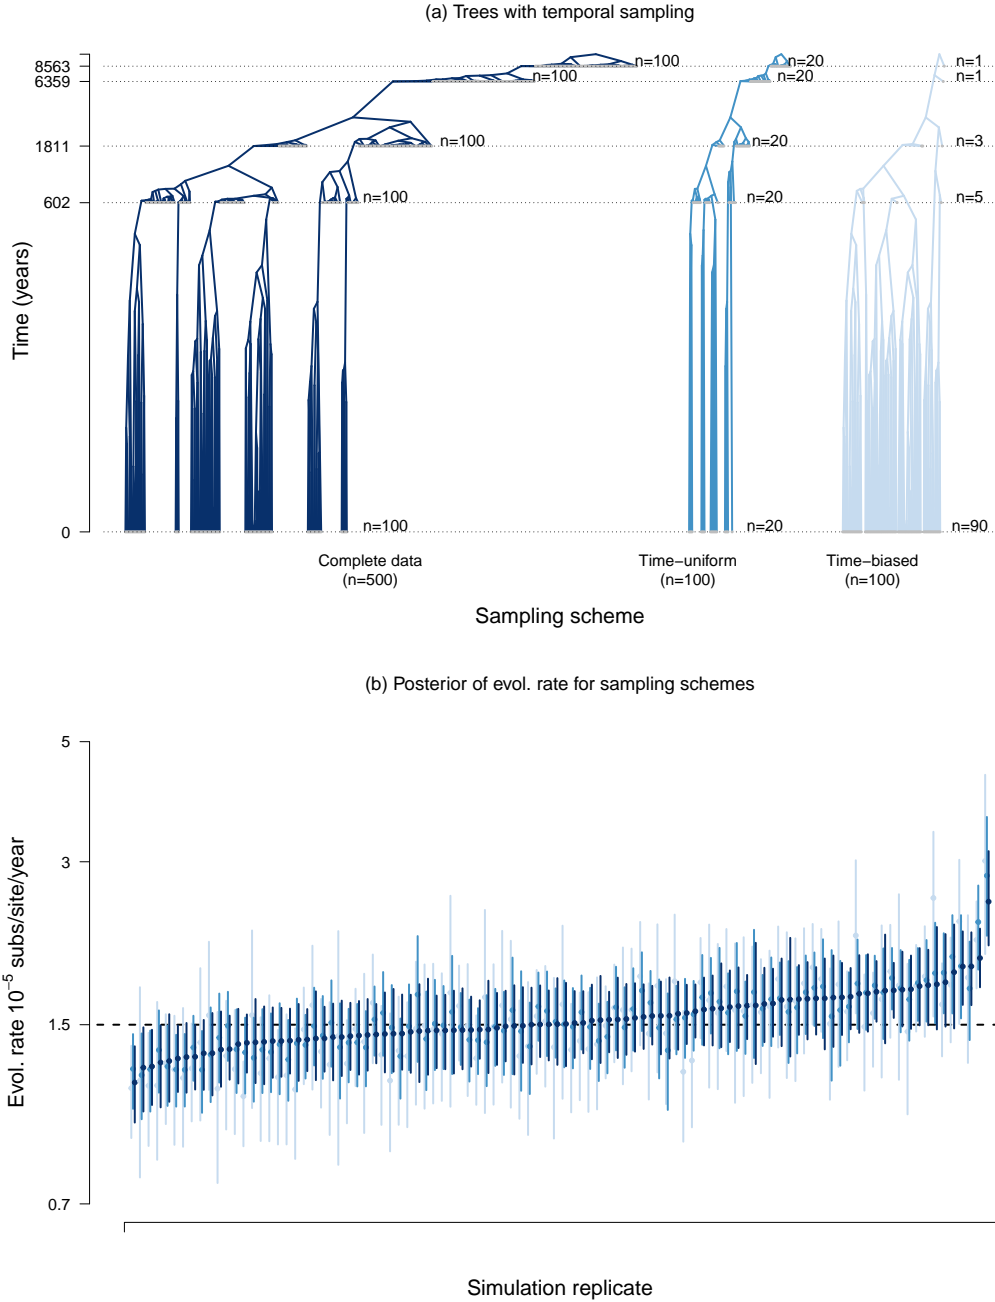 (a) Trees with temporal sampling
8563
n=100
n=20
n=1
6359
n=100
n=20
n=1
1811
n=100
n=20
n=3
602
n=100
n=20
n=5
Time (years)
0
n=100
n=20
n=90
Complete data
(n=500)
Time−uniform
(n=100)
Time−biased
(n=100)
Sampling scheme
(b) Posterior of evol. rate for sampling schemes
5
3
1.5
0.7
Evol. rate 10⁻⁵ subs/site/year
Simulation replicate